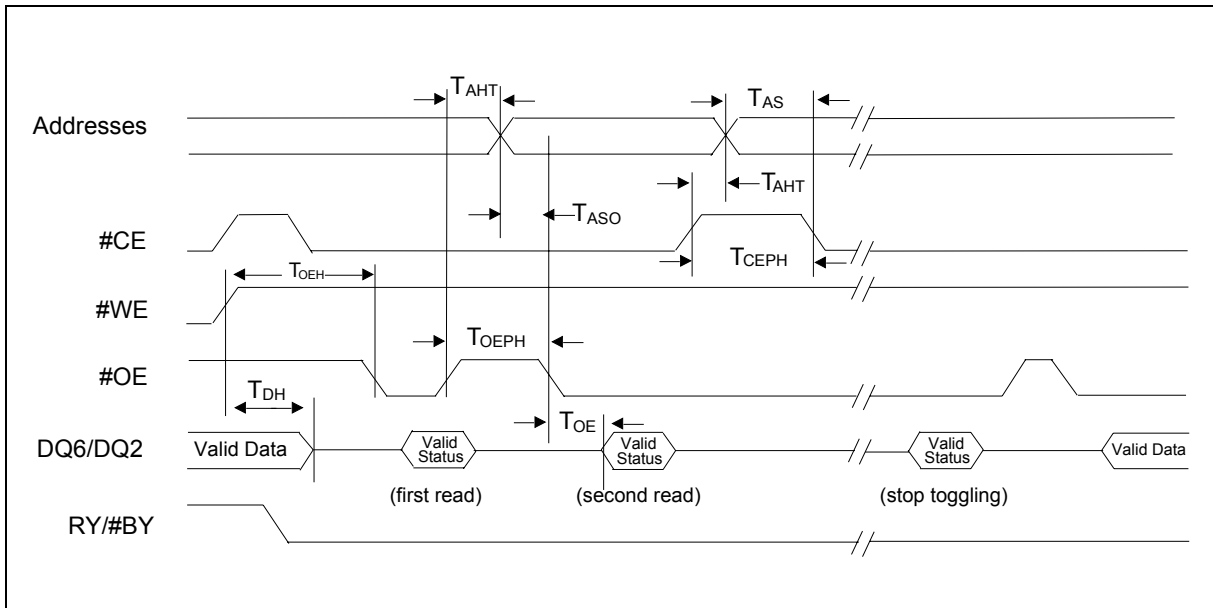 TAHT
TAS
Addresses
TAHT
TASO
#CE
TCEPH
TOEH
#WE
TOEPH
#OE
TDH
TOE
DQ6/DQ2
Valid Data
Valid
Status
Valid
Status
Valid
Status
Valid Data
(first read)
(second read)
(stop toggling)
RY/#BY